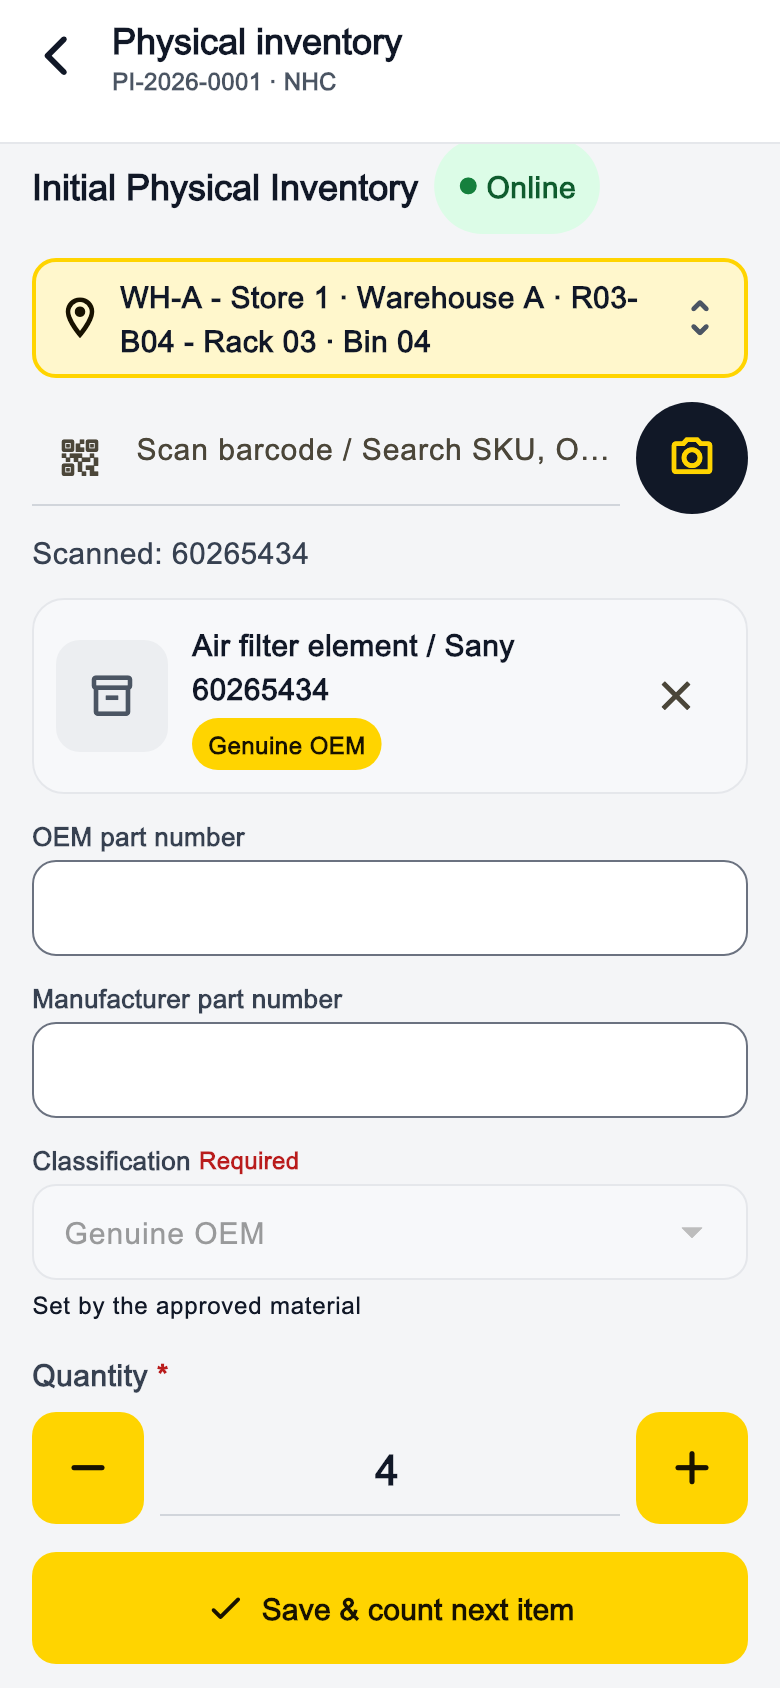 Physical inventory
PI-2026-0001 · NHC
Initial Physical Inventory
Online
WH-A - Store 1 · Warehouse A · R03-
B04 - Rack 03 · Bin 04
Scan barcode / Search SKU, O...
Scanned: 60265434
Air filter element / Sany
60265434
Genuine OEM
OEM part number
Manufacturer part number
Classification Required
Genuine OEM
Set by the approved material
Quantity *
4
Save & count next item